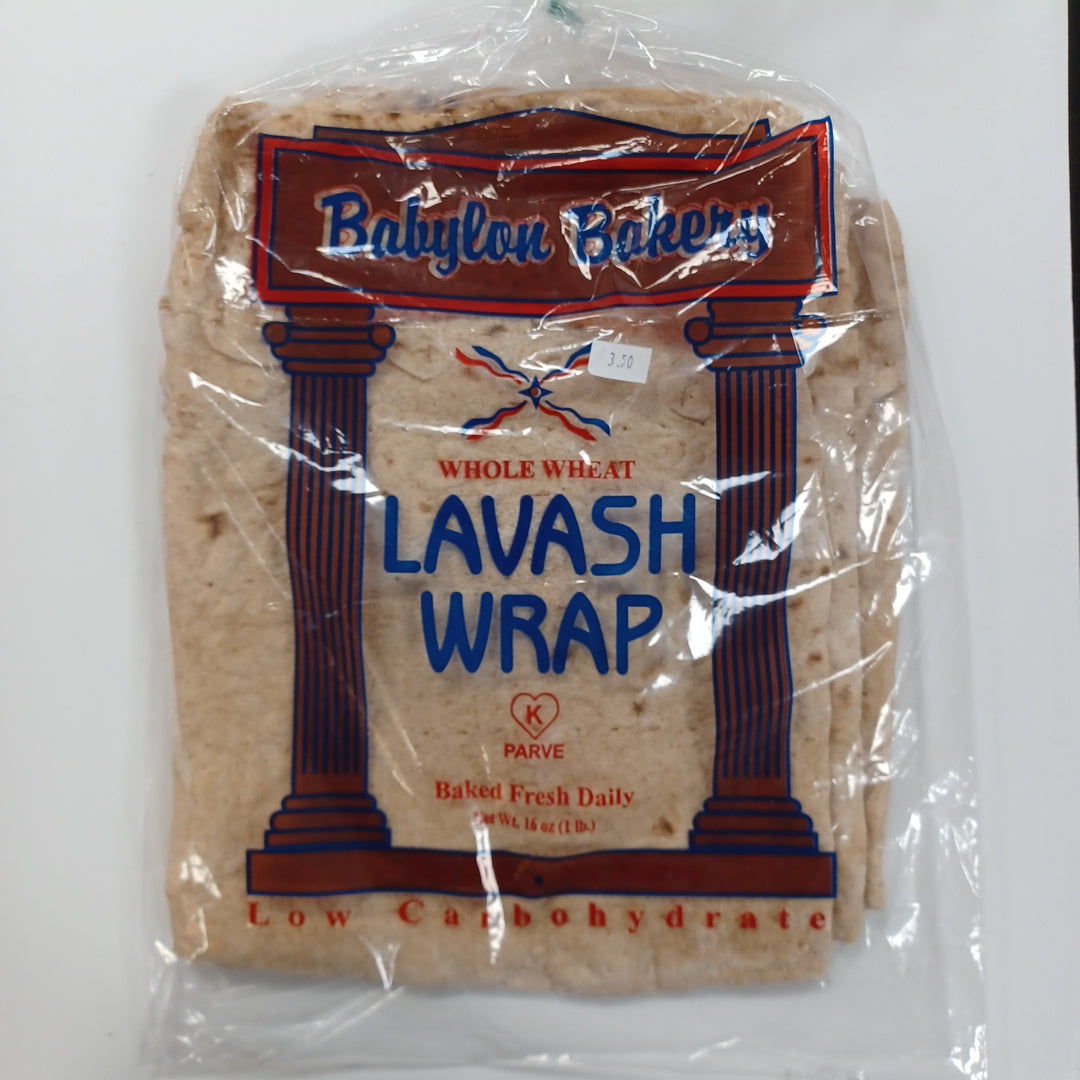 Babylon Bakery
3.50
WHOLE WHEAT
LAVASH
WRAP
K
PARVE
Baked Fresh Daily
Net Wt. 16 oz (1 lb.)
Low Carbohydrate